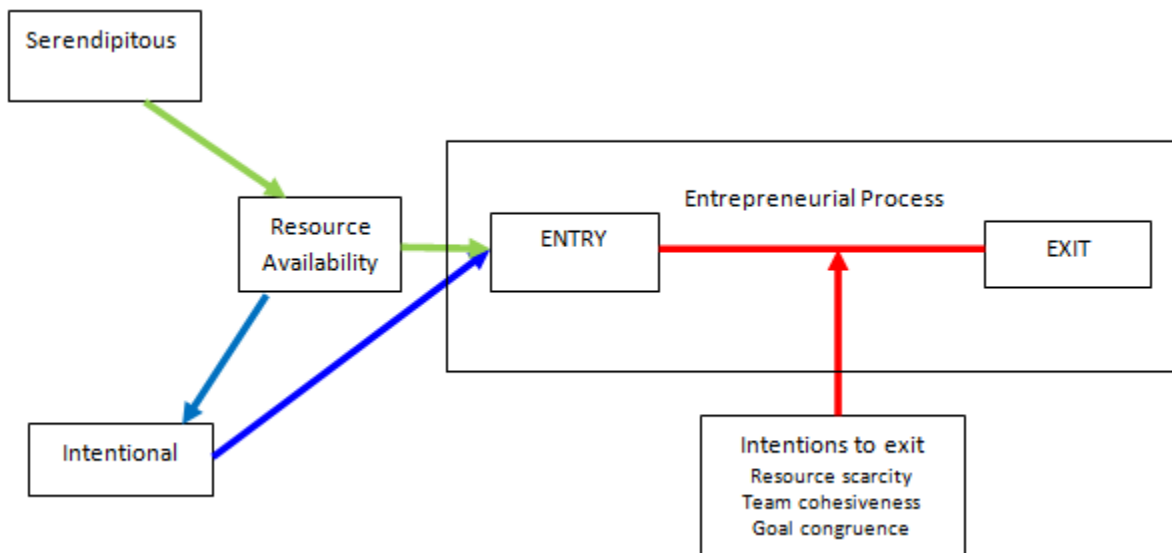 Serendipitous
Resource
Availability
Entrepreneurial Process
ENTRY
EXIT
Intentional
Intentions to exit
Resource scarcity
Team cohesiveness
Goal congruence